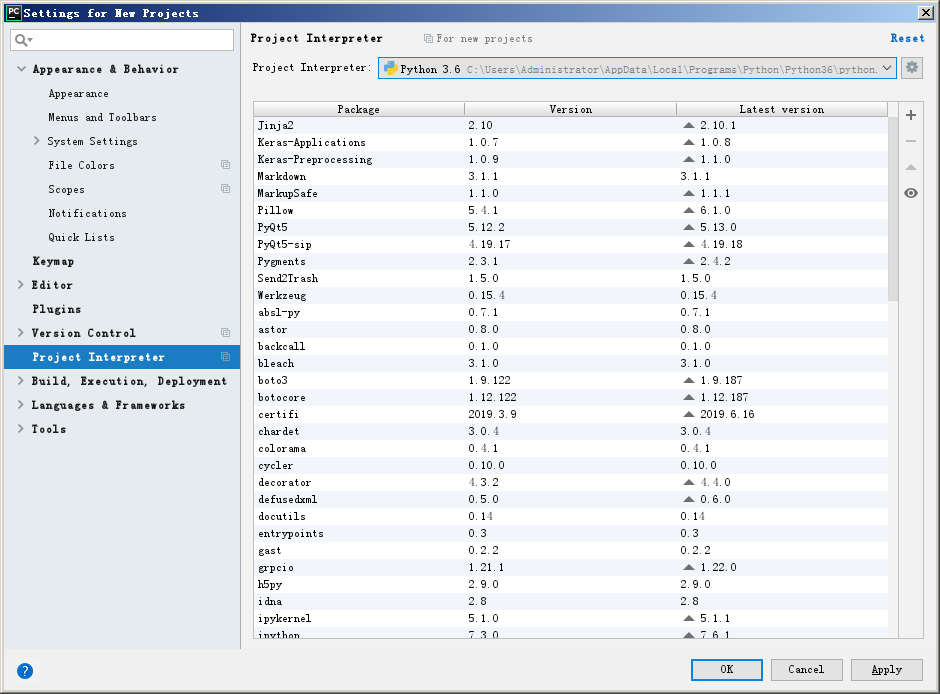 PC Settings for New Projects
Project Interpreter For new projects Reset
Project Interpreter: Python 3.6 C:\Users\Administrator\AppData\Local\Programs\Python\Python36\python.
Appearance & Behavior
Appearance
Menus and Toolbars
System Settings
File Colors
Scopes
Notifications
Quick Lists
Keymap
Editor
Plugins
Version Control
Project Interpreter
Build, Execution, Deployment
Languages & Frameworks
Tools
Package Version Latest version
Jinja2 2.10 2.10.1
Keras-Applications 1.0.7 1.0.8
Keras-Preprocessing 1.0.9 1.1.0
Markdown 3.1.1 3.1.1
MarkupSafe 1.1.0 1.1.1
Pillow 5.4.1 6.1.0
PyQt5 5.12.2 5.13.0
PyQt5-sip 4.19.17 4.19.18
Pygments 2.3.1 2.4.2
Send2Trash 1.5.0 1.5.0
Werkzeug 0.15.4 0.15.4
absl-py 0.7.1 0.7.1
astor 0.8.0 0.8.0
backcall 0.1.0 0.1.0
bleach 3.1.0 3.1.0
boto3 1.9.122 1.9.187
botocore 1.12.122 1.12.187
certifi 2019.3.9 2019.6.16
chardet 3.0.4 3.0.4
colorama 0.4.1 0.4.1
cycler 0.10.0 0.10.0
decorator 4.3.2 4.4.0
defusedxml 0.5.0 0.6.0
docutils 0.14 0.14
entrypoints 0.3 0.3
gast 0.2.2 0.2.2
grpcio 1.21.1 1.22.0
h5py 2.9.0 2.9.0
idna 2.8 2.8
ipykernel 5.1.0 5.1.1
ipython 7.3.0 7.6.1
? OK Cancel Apply